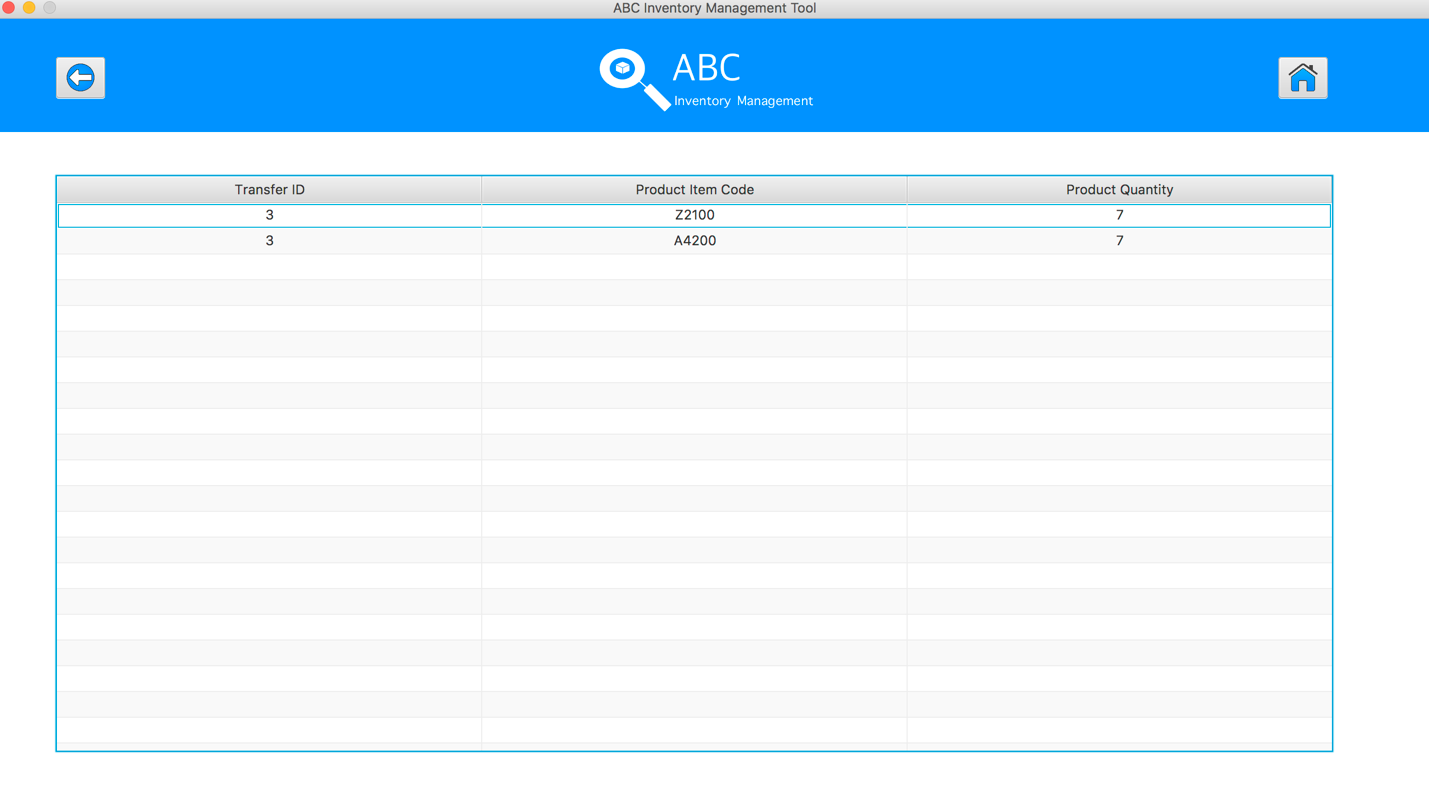 ABC Inventory Management Tool
ABC
Inventory Management
Transfer ID Product Item Code Product Quantity
3 Z2100 7
3 A4200 7